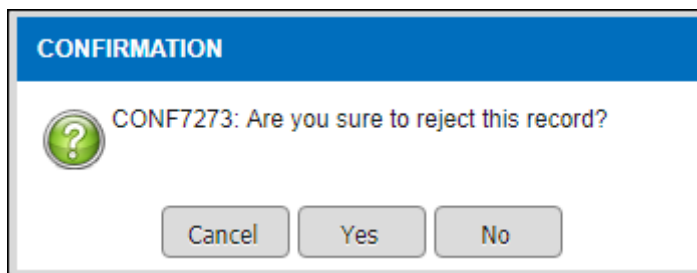 CONFIRMATION
CONF7273: Are you sure to reject this record?
Cancel Yes No